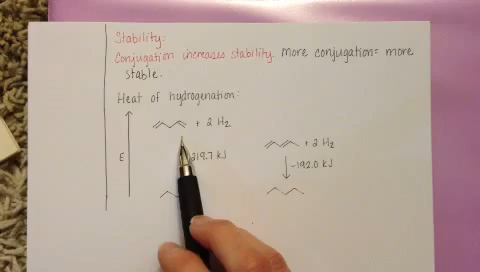 Stability:
Conjugation increases stability. more conjugation = more
stable.
Heat of hydrogenation:
+ 2 H2
+ 2 H2
E
219.7 KJ
-192.0 KJ